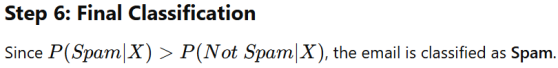 Step 6: Final Classification
Since P(Spam|X) > P(Not Spam|X), the email is classified as Spam.